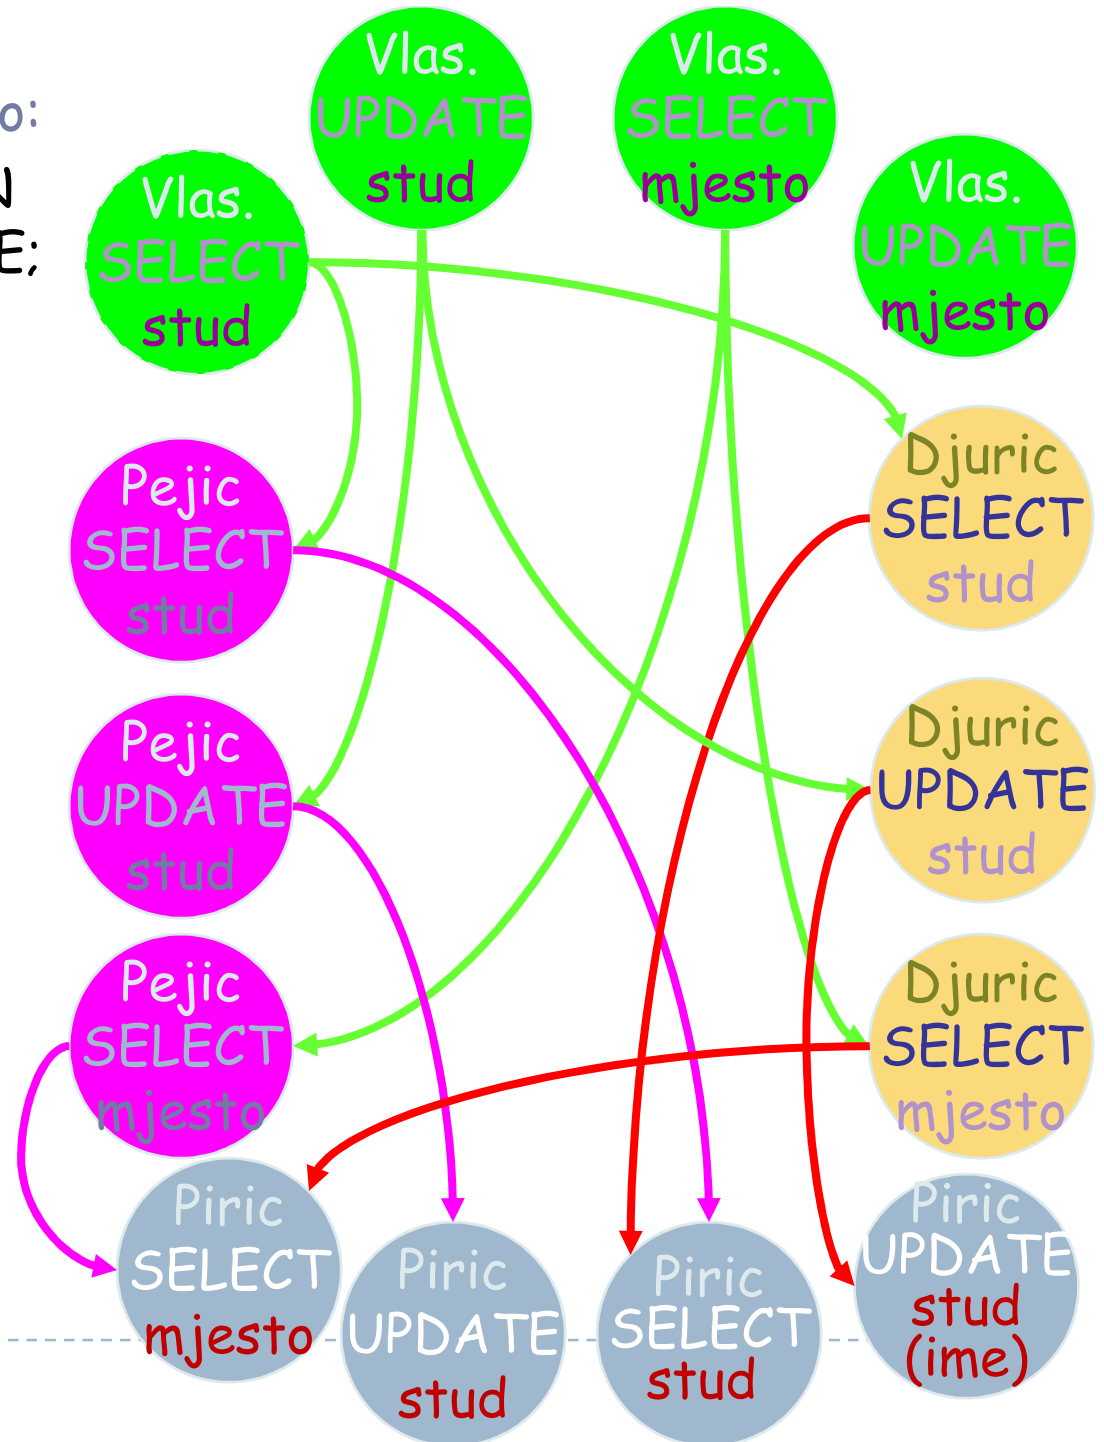 o:
N
E;
Vlas.
UPDATE
stud
Vlas.
SELECT
mjesto
Vlas.
SELECT
stud
Vlas.
UPDATE
mjesto
Pejic
SELECT
stud
Djuric
SELECT
stud
Pejic
UPDATE
stud
Djuric
UPDATE
stud
Pejic
SELECT
mjesto
Djuric
SELECT
mjesto
Piric
SELECT
mjesto
Piric
UPDATE
stud
Piric
SELECT
stud
Piric
UPDATE
stud
(ime)